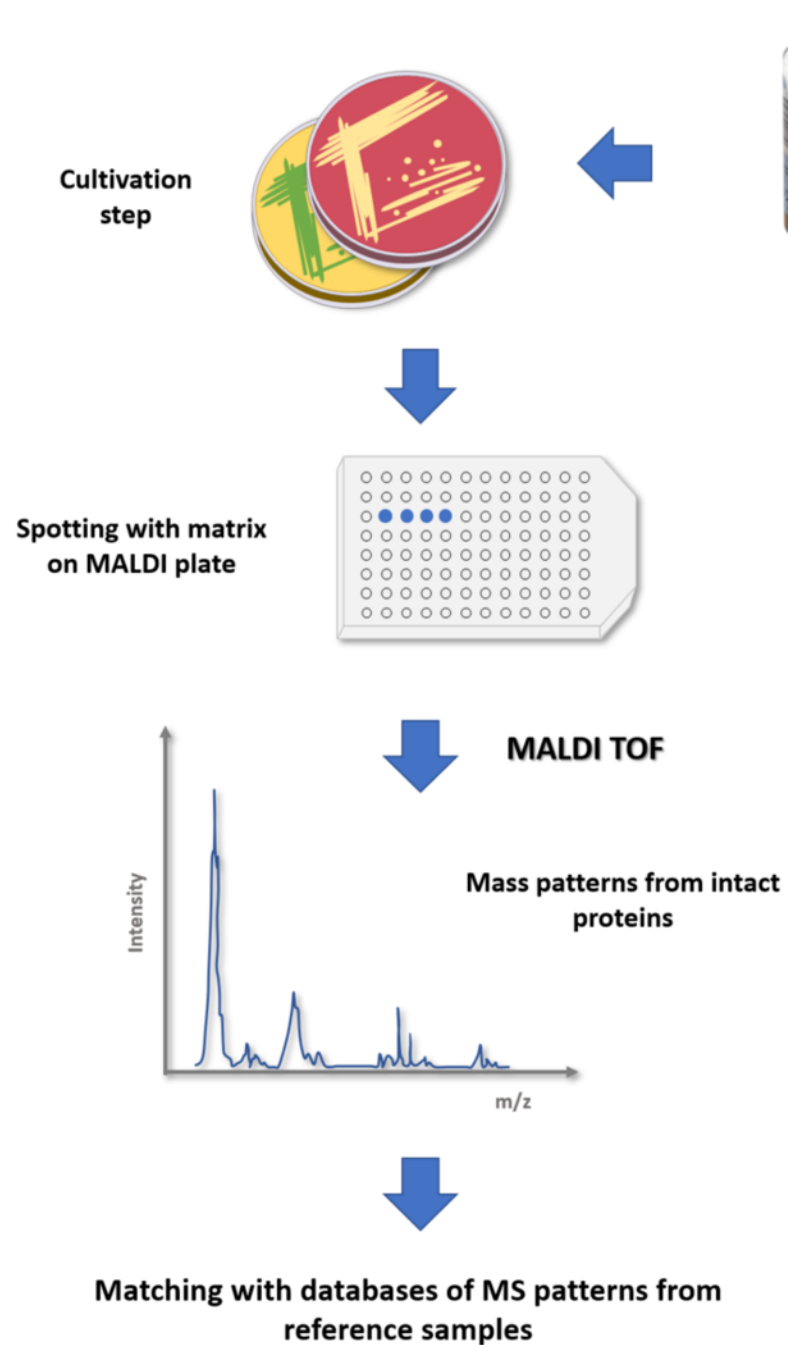 Cultivation
step
Spotting with matrix
on MALDI plate
MALDI TOF
Intensity
Mass patterns from intact
proteins
m/z
Matching with databases of MS patterns from
reference samples